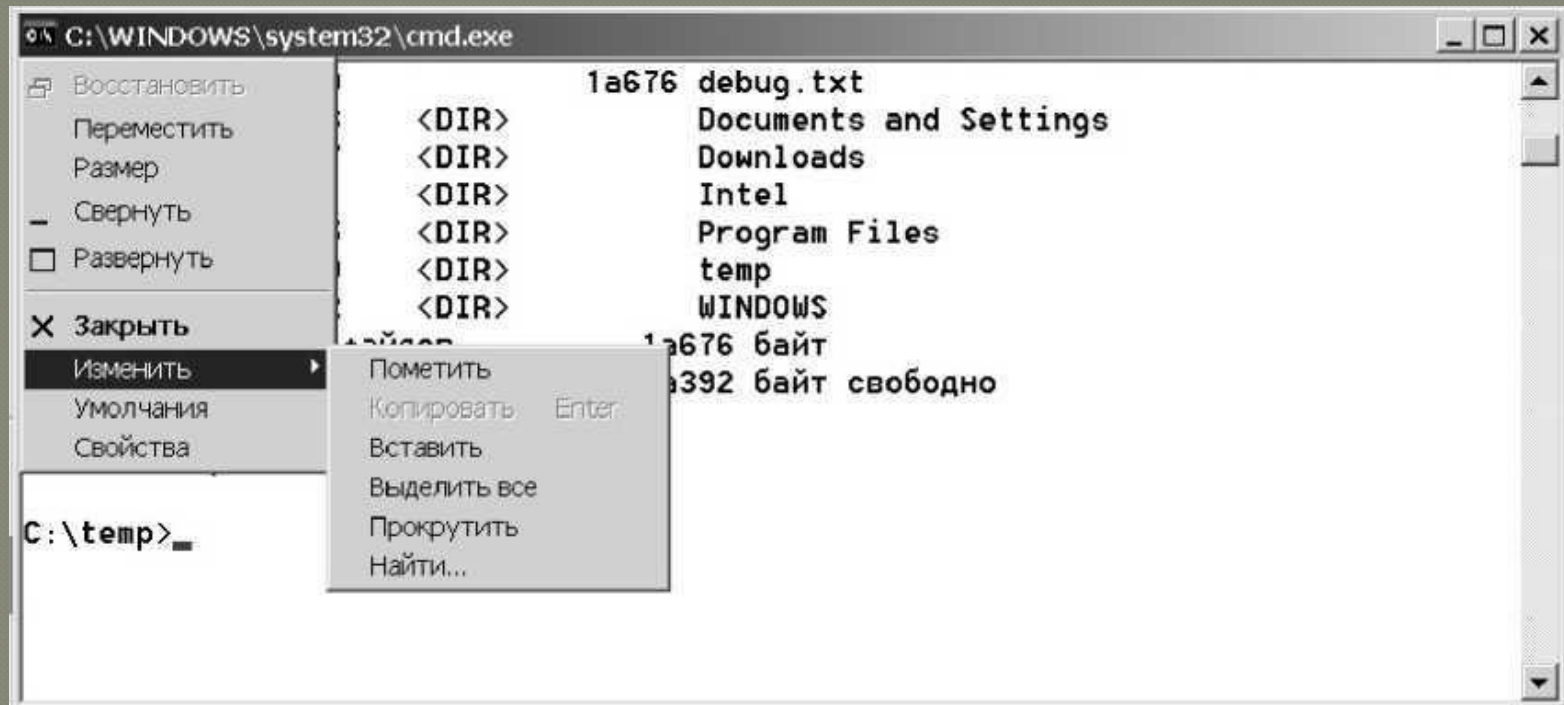 C:\WINDOWS\system32\cmd.exe
Восстановить
Переместить
Размер
Свернуть
Развернуть
Закрыть
Изменить
Умолчания
Свойства
Пометить
Копировать Enter
Вставить
Выделить все
Прокрутить
Найти...
1a676 debug.txt
<DIR> Documents and Settings
<DIR> Downloads
<DIR> Intel
<DIR> Program Files
<DIR> temp
<DIR> WINDOWS
1a676 байт
a392 байт свободно
C:\temp>_